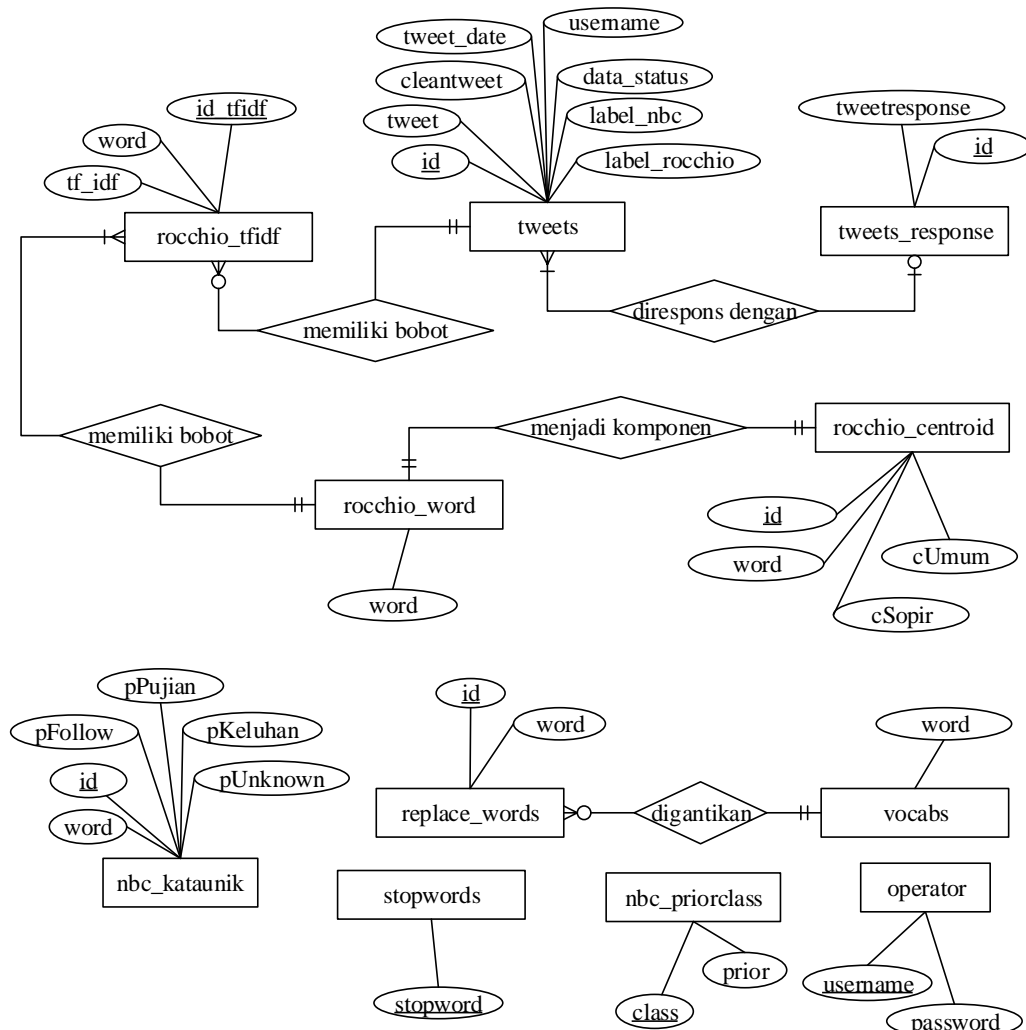 username
tweet_date
cleantweet
data_status
id_tfidf
tweetresponse
tweet
label_nbc
word
id
id
label_rocchio
tf_idf
rocchio_tfidf
tweets
tweets_response
memiliki bobot
direspons dengan
memiliki bobot
menjadi komponen
rocchio_centroid
rocchio_word
id
word
cUmum
word
cSopir
pPujian
id
pFollow
pKeluhan
word
word
id
pUnknown
word
replace_words
digantikan
vocabs
nbc_kataunik
stopwords
nbc_priorclass
operator
prior
username
stopword
class
password